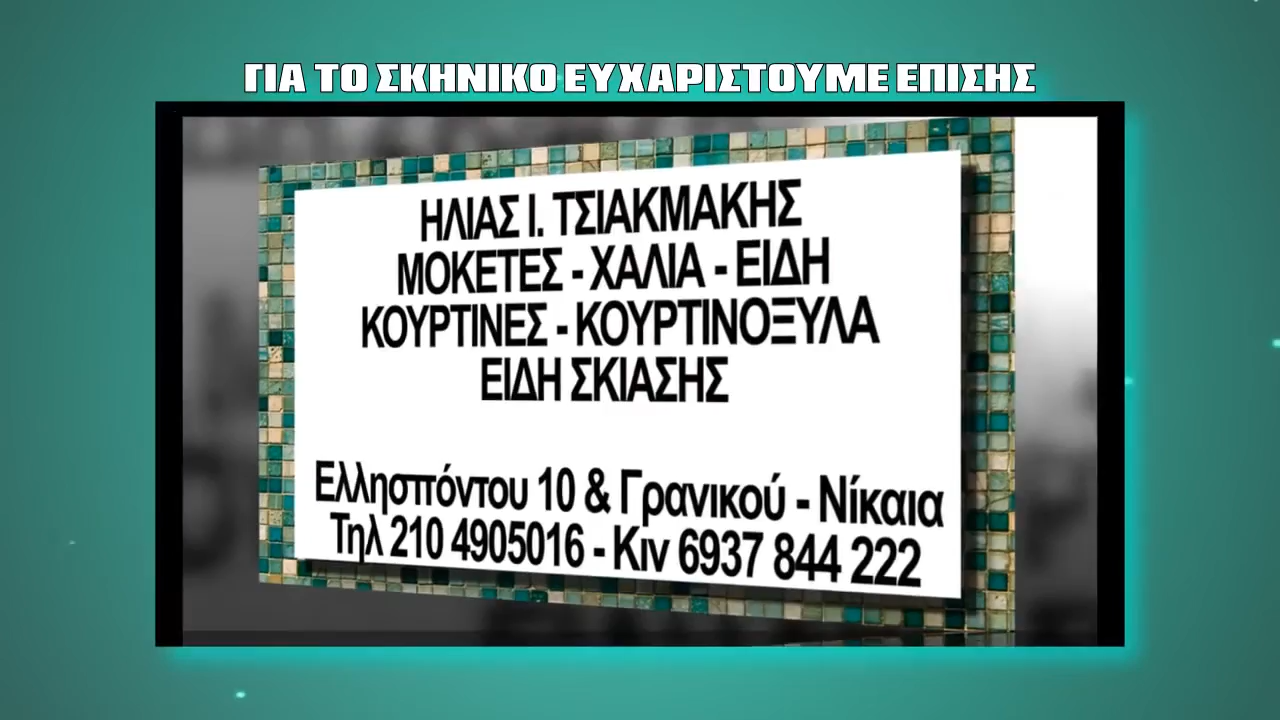 ΓΙΑ ΤΟ ΣΚΗΝΙΚΟ ΕΥΧΑΡΙΣΤΟΥΜΕ ΕΠΙΣΗΣ
ΗΛΙΑΣ Ι. ΤΣΙΑΚΜΑΚΗΣ
ΜΟΚΕΤΕΣ - ΧΑΛΙΑ - ΕΙΔΗ
ΚΟΥΡΤΙΝΕΣ - ΚΟΥΡΤΙΝΟΞΥΛΑ
ΕΙΔΗ ΣΚΙΑΣΗΣ
Ελλησπόντου 10 & Γρανικού - Νίκαια
Τηλ 210 4905016 - Κιν 6937 844 222